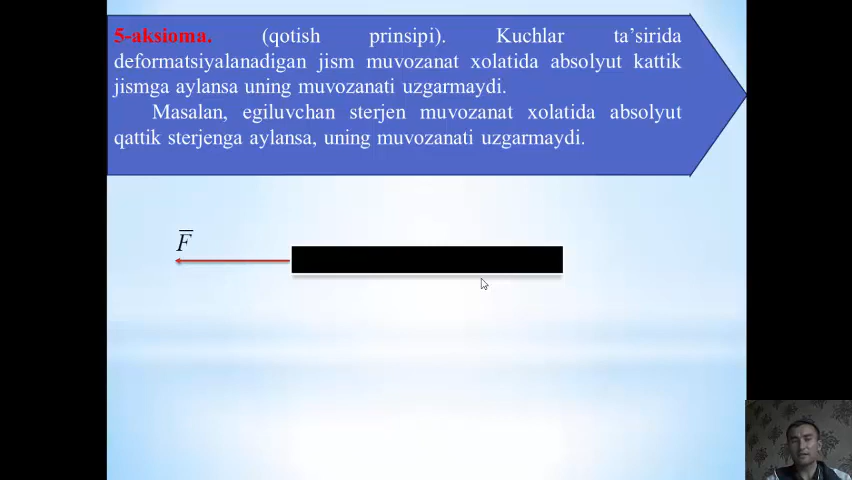 5-aksioma. (qotish prinsipi). Kuchlar ta’sirida
deformatsiyalanadigan jism muvozanat xolatida absolyut kattik
jismga aylansa uning muvozanati uzgarmaydi.
Masalan, egiluvchan sterjen muvozanat xolatida absolyut
qattik sterjenga aylansa, uning muvozanati uzgarmaydi.
F̅